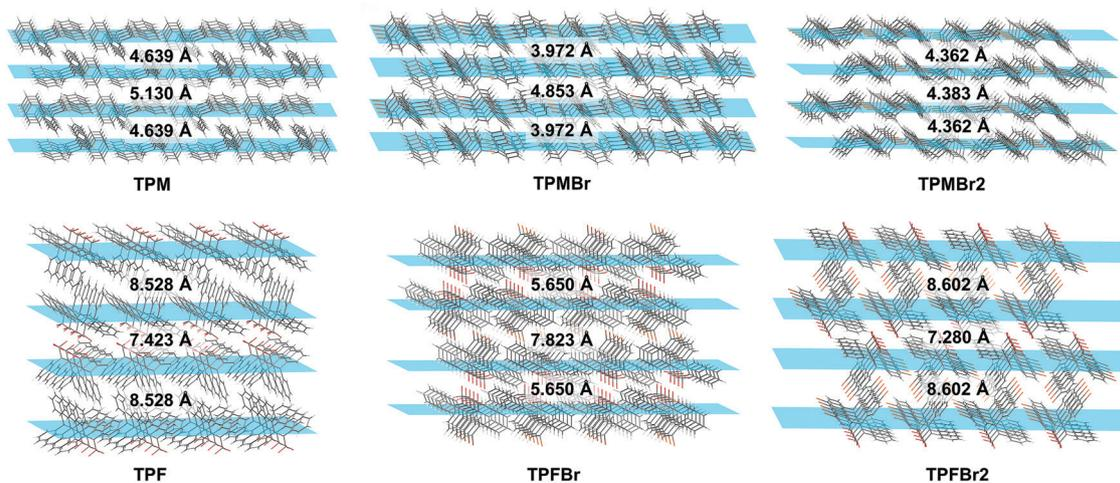 4.639 Å
5.130 Å
4.639 Å
TPM
3.972 Å
4.853 Å
3.972 Å
TPMBr
4.362 Å
4.383 Å
4.362 Å
TPMBr2
8.528 Å
7.423 Å
8.528 Å
TPF
5.650 Å
7.823 Å
5.650 Å
TPFBr
8.602 Å
7.280 Å
8.602 Å
TPFBr2